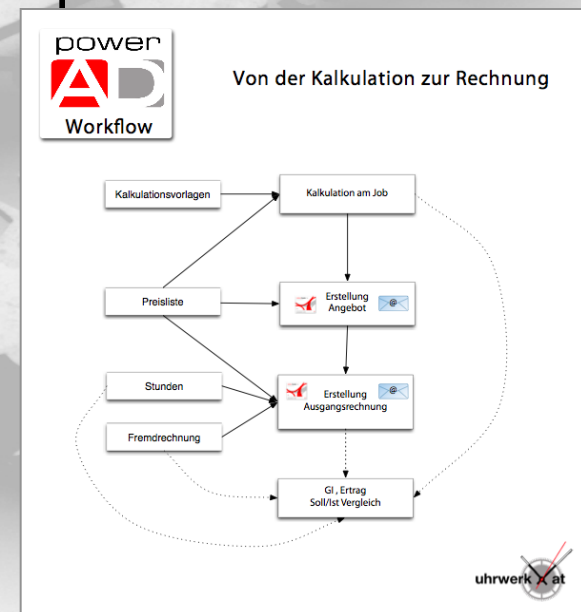 power
AD
Workflow
Von der Kalkulation zur Rechnung
Kalkulationsvorlagen
Kalkulation am Job
Preisliste
Erstellung
Angebot
@
Stunden
Erstellung
Ausgangsrechnung
@
Fremdrechnung
GI , Ertrag
Soll/Ist Vergleich
uhrwerk at